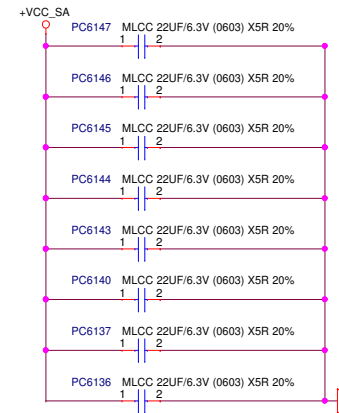 +VCC_SA
PC6147 MLCC 22UF/6.3V (0603) X5R 20%
1 2
PC6146 MLCC 22UF/6.3V (0603) X5R 20%
1 2
PC6145 MLCC 22UF/6.3V (0603) X5R 20%
1 2
PC6144 MLCC 22UF/6.3V (0603) X5R 20%
1 2
PC6143 MLCC 22UF/6.3V (0603) X5R 20%
1 2
PC6140 MLCC 22UF/6.3V (0603) X5R 20%
1 2
PC6137 MLCC 22UF/6.3V (0603) X5R 20%
1 2
PC6136 MLCC 22UF/6.3V (0603) X5R 20%
1 2